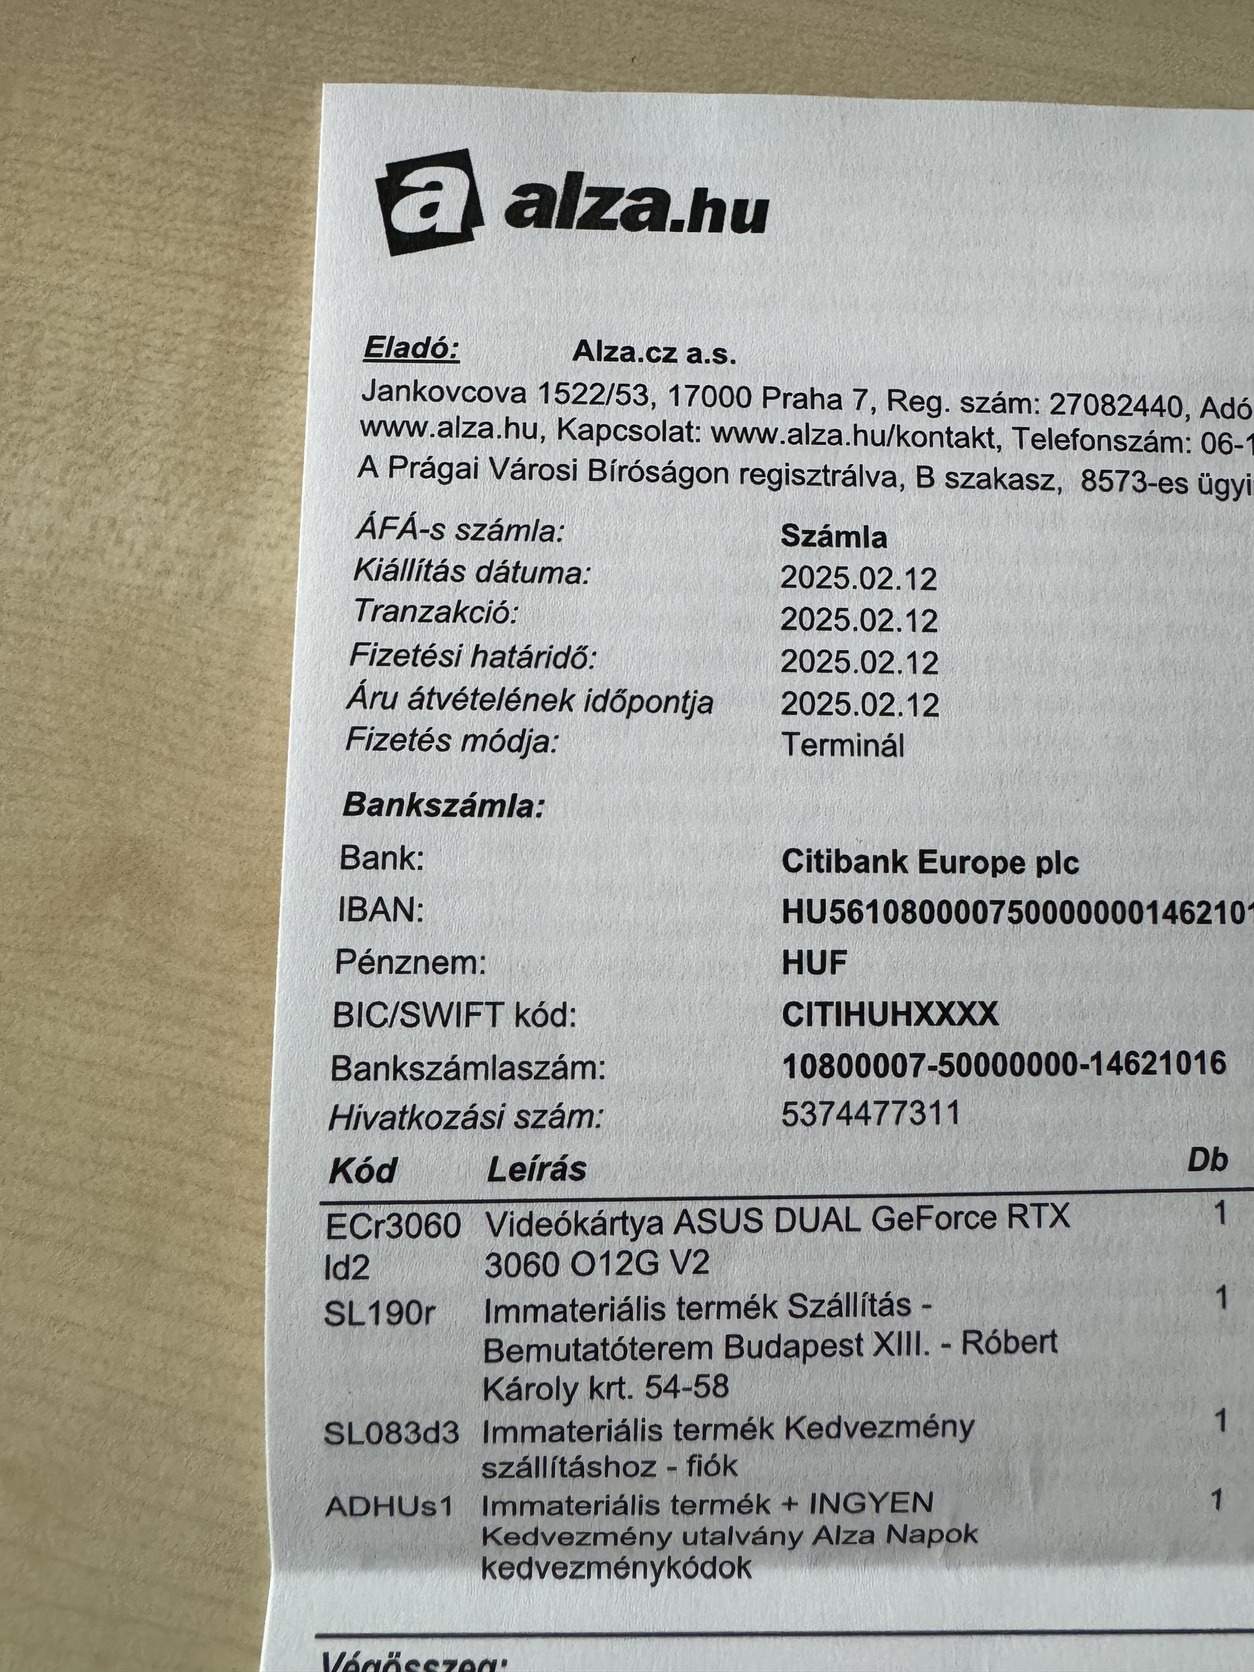 a alza.hu
Eladó: Alza.cz a.s.
Jankovcova 1522/53, 17000 Praha 7, Reg. szám: 27082440, Adó
www.alza.hu, Kapcsolat: www.alza.hu/kontakt, Telefonszám: 06-1
A Prágai Városi Bíróságon regisztrálva, B szakasz, 8573-es ügyi
ÁFÁ-s számla: Számla
Kiállítás dátuma: 2025.02.12
Tranzakció: 2025.02.12
Fizetési határidő: 2025.02.12
Áru átvételének időpontja 2025.02.12
Fizetés módja: Terminál
Bankszámla:
Bank: Citibank Europe plc
IBAN: HU5610800007500000001462101
Pénznem: HUF
BIC/SWIFT kód: CITIHUHXXXX
Bankszámlaszám: 10800007-50000000-14621016
Hivatkozási szám: 5374477311
Kód Leírás Db
ECr3060 Videókártya ASUS DUAL GeForce RTX 1
Id2 3060 O12G V2
SL190r Immateriális termék Szállítás - 1
Bemutatóterem Budapest XIII. - Róbert
Károly krt. 54-58
SL083d3 Immateriális termék Kedvezmény 1
szállításhoz - fiók
ADHUs1 Immateriális termék + INGYEN 1
Kedvezmény utalvány Alza Napok
kedvezménykódok
Végösszeg: